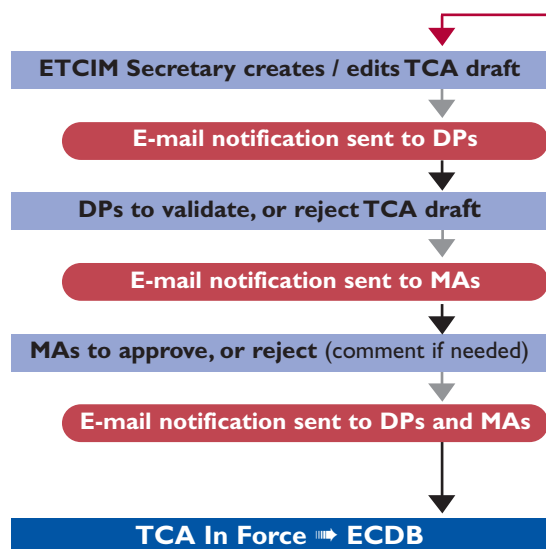 ETCIM Secretary creates / edits TCA draft
E-mail notification sent to DPs
DPs to validate, or reject TCA draft
E-mail notification sent to MAs
MAs to approve, or reject (comment if needed)
E-mail notification sent to DPs and MAs
TCA In Force ➠ ECDB